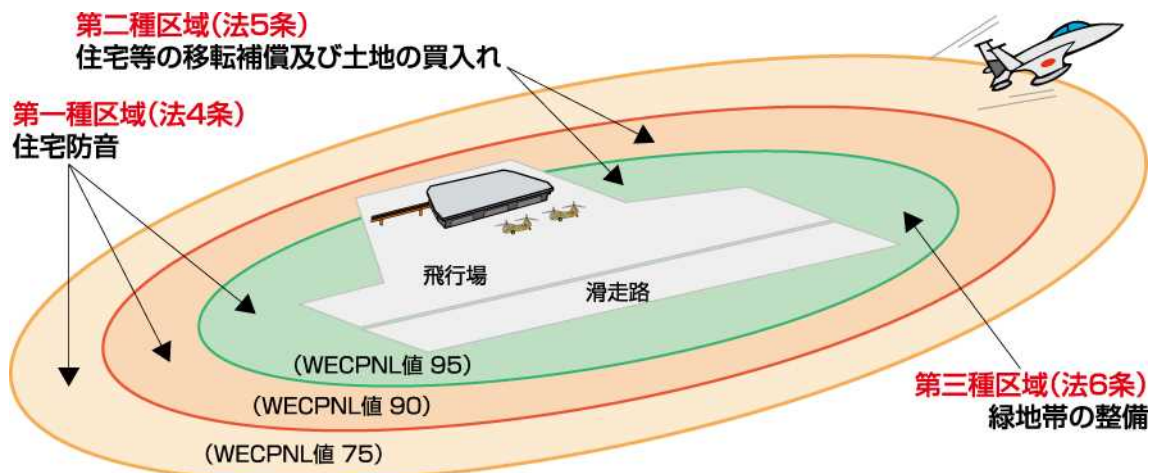 第二種区域(法5条)
住宅等の移転補償及び土地の買入れ
第一種区域(法4条)
住宅防音
飛行場
滑走路
(WECPNL値 95)
(WECPNL値 90)
(WECPNL値 75)
第三種区域(法6条)
緑地帯の整備